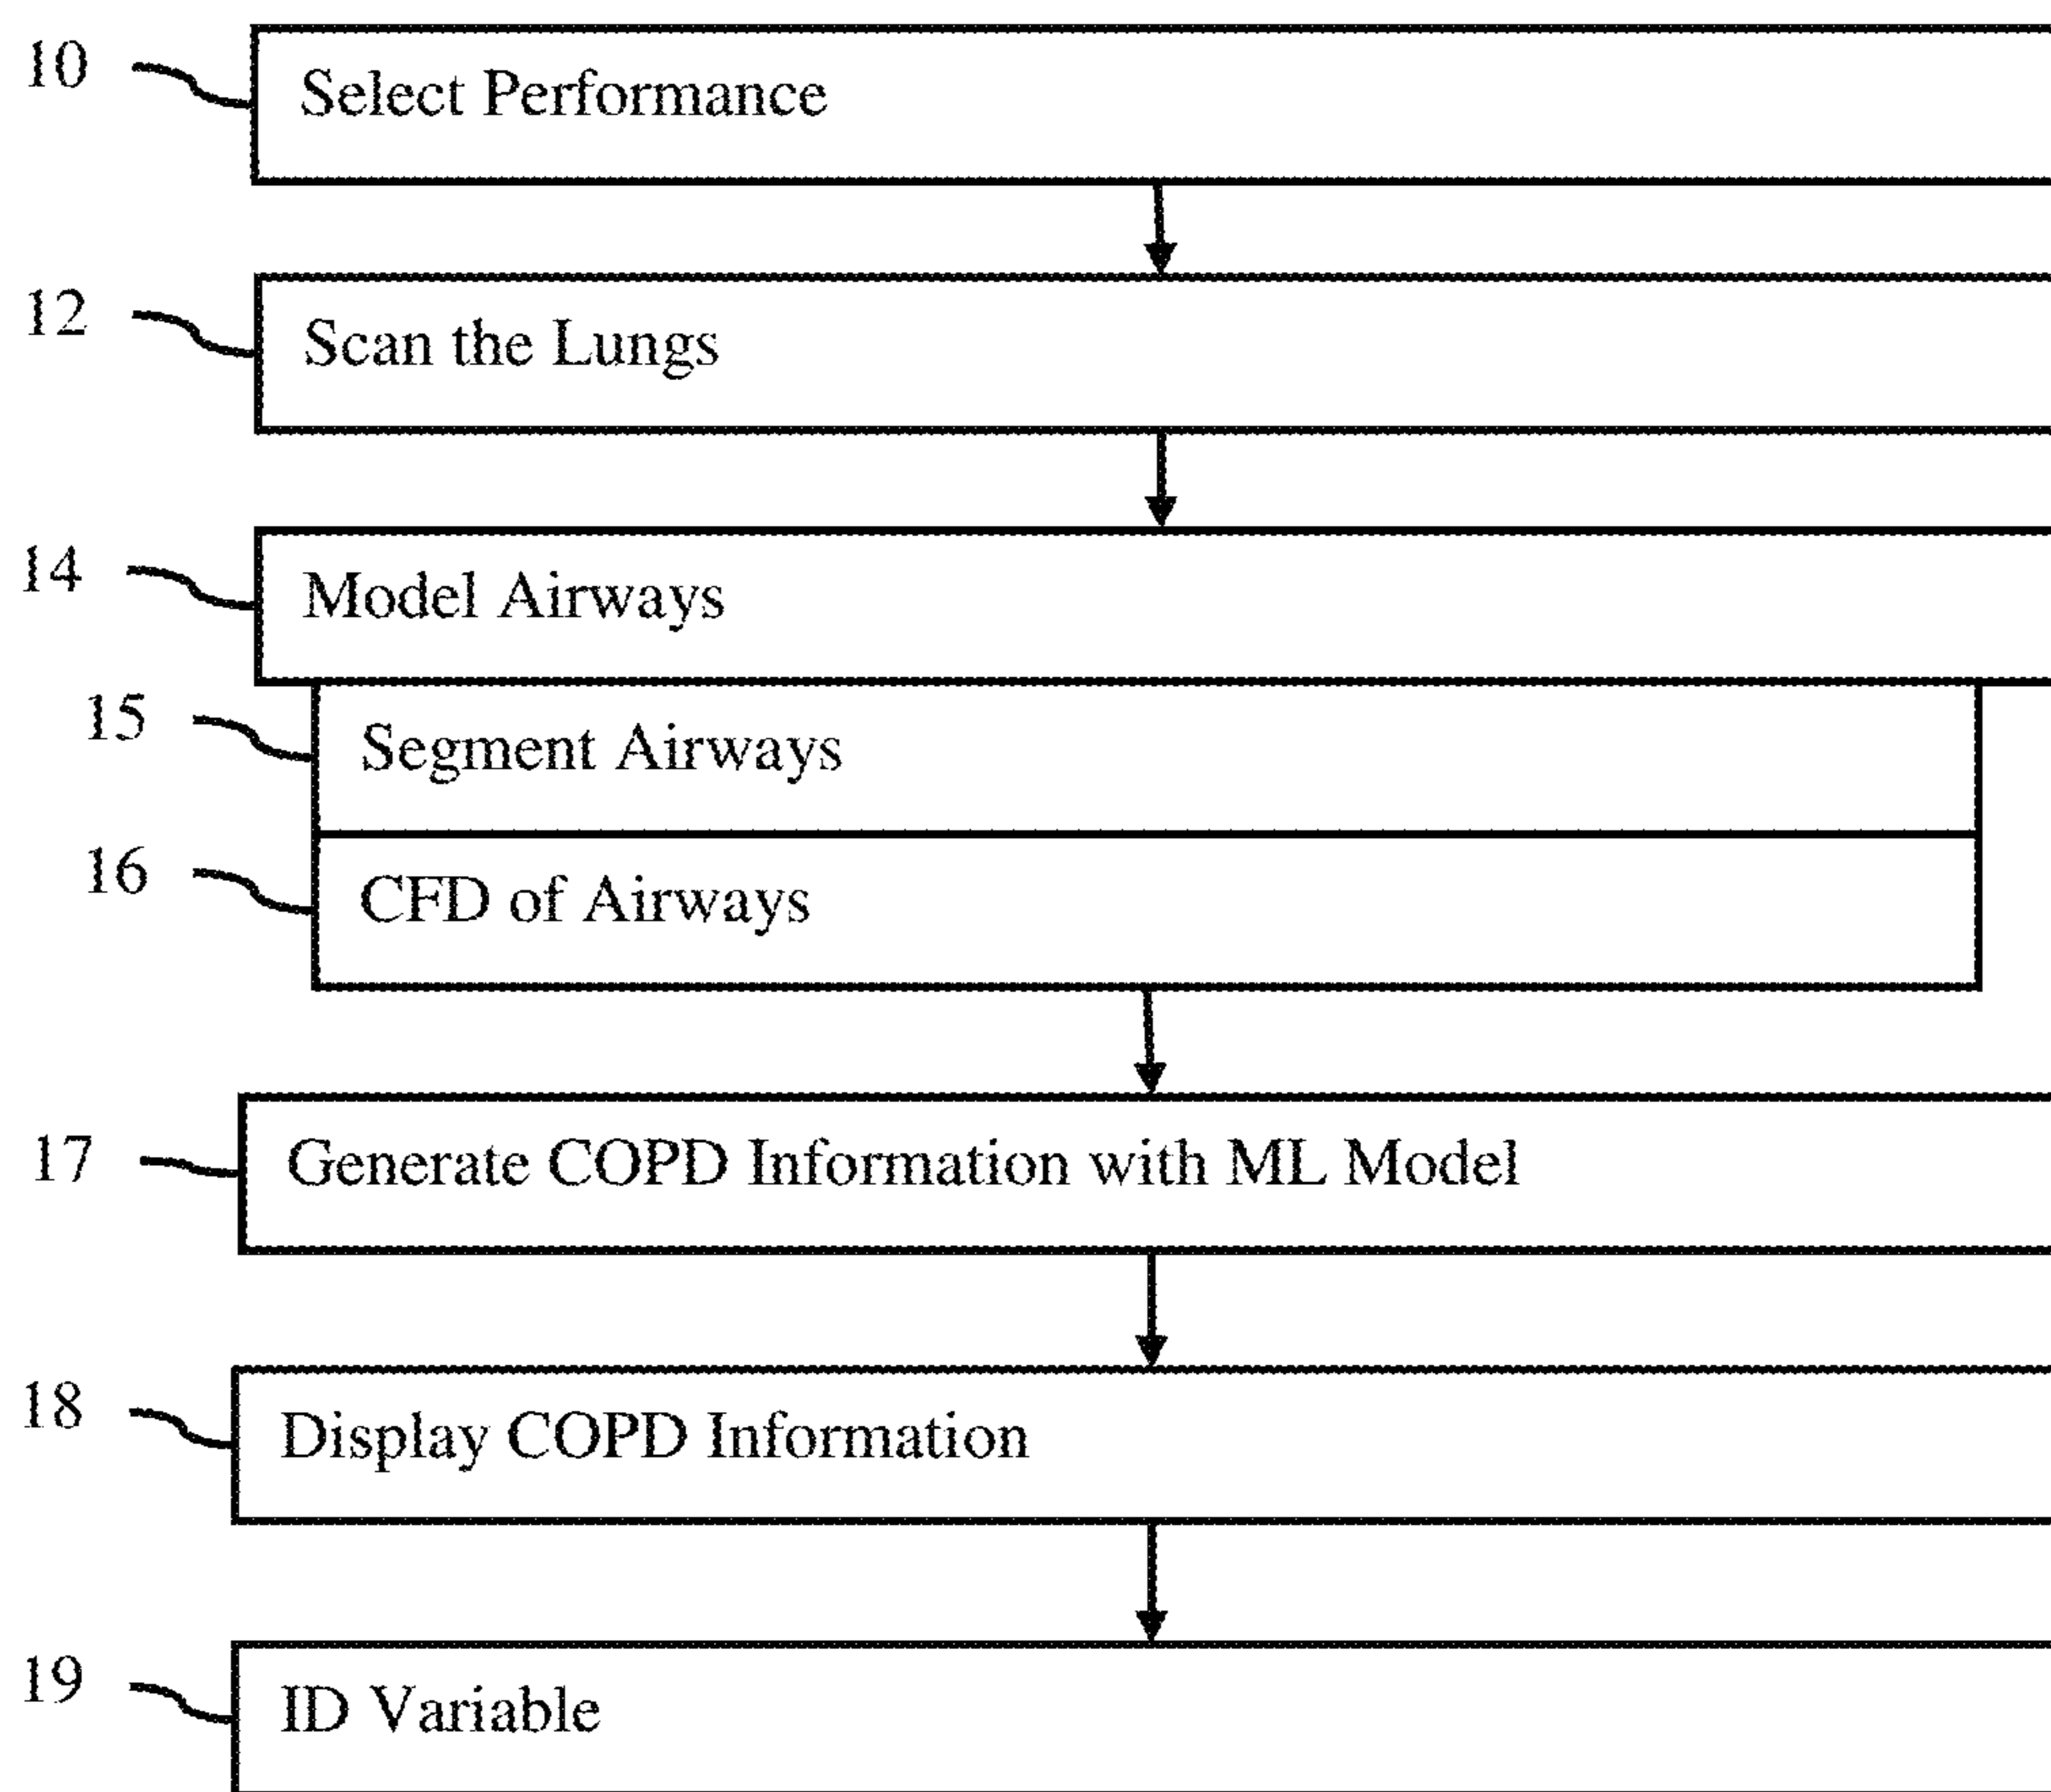 10
Select Performance
12
Scan the Lungs
14
Model Airways
15
Segment Airways
16
CFD of Airways
17
Generate COPD Information with ML Model
18
Display COPD Information
19
ID Variable